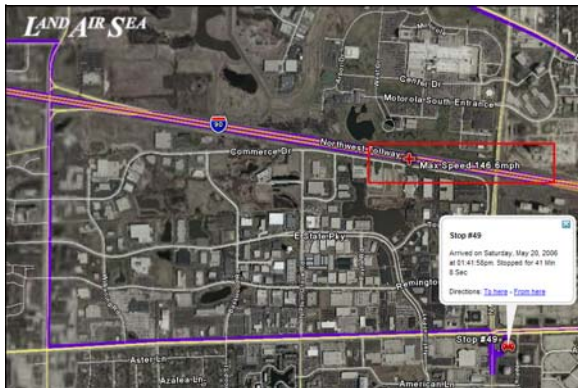 LAND AIR SEA
Center Dr
Motorola South Entrance
90
Northwest Tollway
Commerce Dr
Max Speed 146.6mph
E State Pky
Stop #49
Arrived on Saturday, May 20, 2006
at 01:41:58pm. Stopped for 41 Min
8 Sec
Directions: To here - From here
Remington
Stop #49
Aster Ln
Azalea Ln
American Ln